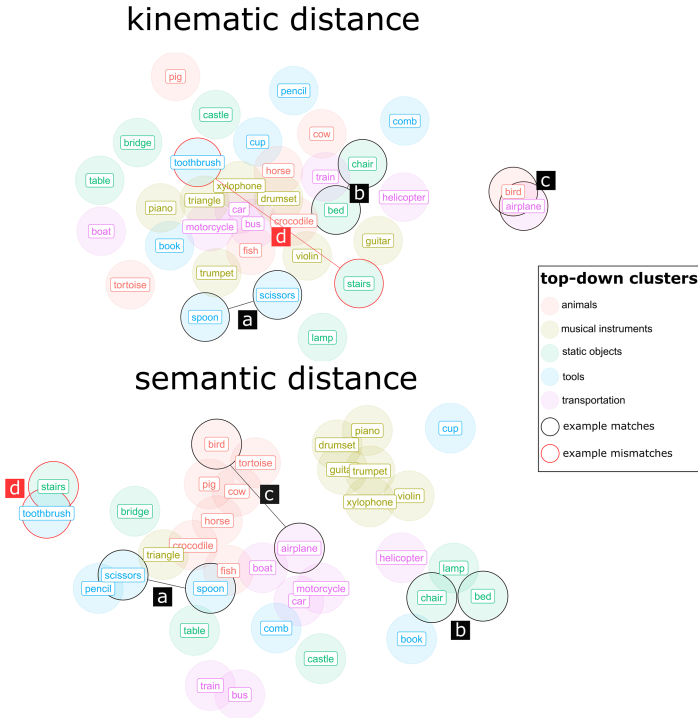 kinematic distance
pig
pencil
castle
comb
cup
cow
bridge
toothbrush
chair
horse
train
table
xylophone
b
c
bird
triangle
drumset
helicopter
airplane
piano
car
bed
boat
motorcycle
bus
crocodile
book
d
guitar
fish
violin
trumpet
tortoise
stairs
scissors
spoon
a
lamp
top-down clusters
animals
musical instruments
static objects
tools
transportation
example matches
example mismatches
semantic distance
piano
cup
bird
drumset
tortoise
guitar
trumpet
pig
d
stairs
cow
c
violin
xylophone
toothbrush
bridge
horse
crocodile
airplane
triangle
helicopter
boat
lamp
fish
scissors
pencil
spoon
motorcycle
a
car
chair
bed
table
comb
b
book
castle
train
bus